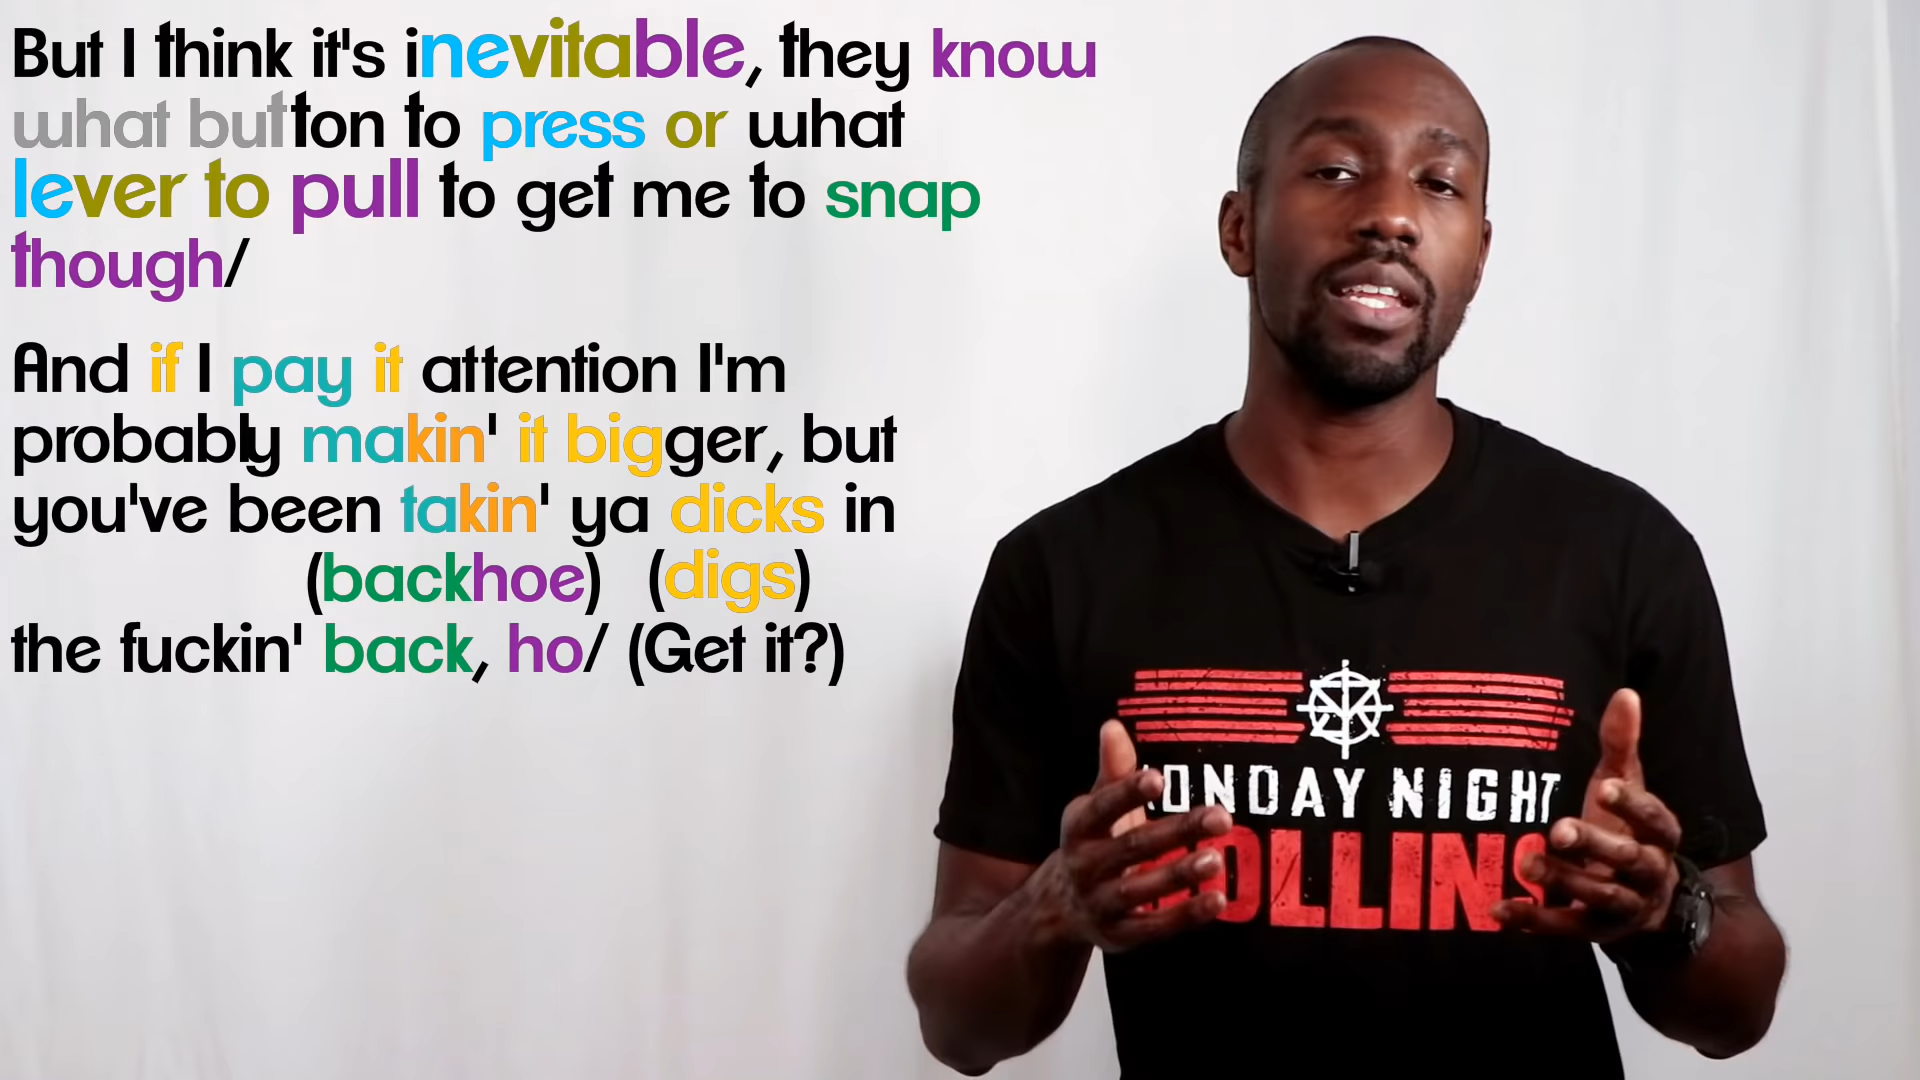 But I think it's inevitable, they know
what button to press or what
lever to pull to get me to snap
though/
And if I pay it attention I'm
probably makin' it bigger, but
you've been takin' ya dicks in
(backhoe) (digs)
the fuckin' back, ho/ (Get it?)
MONDAY NIGHT
ROLLINS